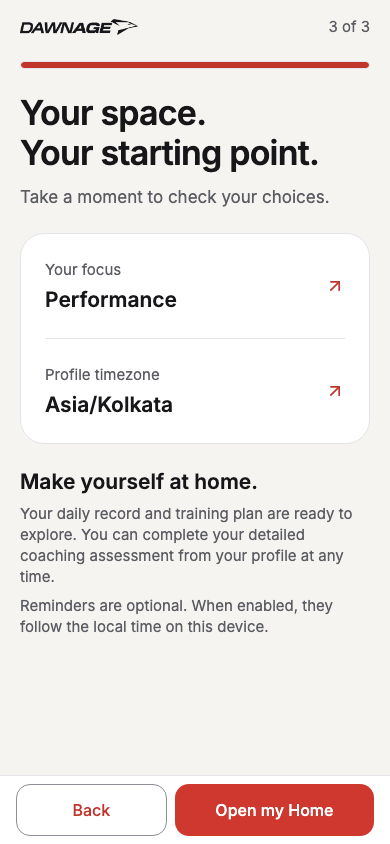 DAWNAGE
3 of 3
Your space.
Your starting point.
Take a moment to check your choices.
Your focus
Performance
Profile timezone
Asia/Kolkata
Make yourself at home.
Your daily record and training plan are ready to
explore. You can complete your detailed
coaching assessment from your profile at any
time.
Reminders are optional. When enabled, they
follow the local time on this device.
Back
Open my Home